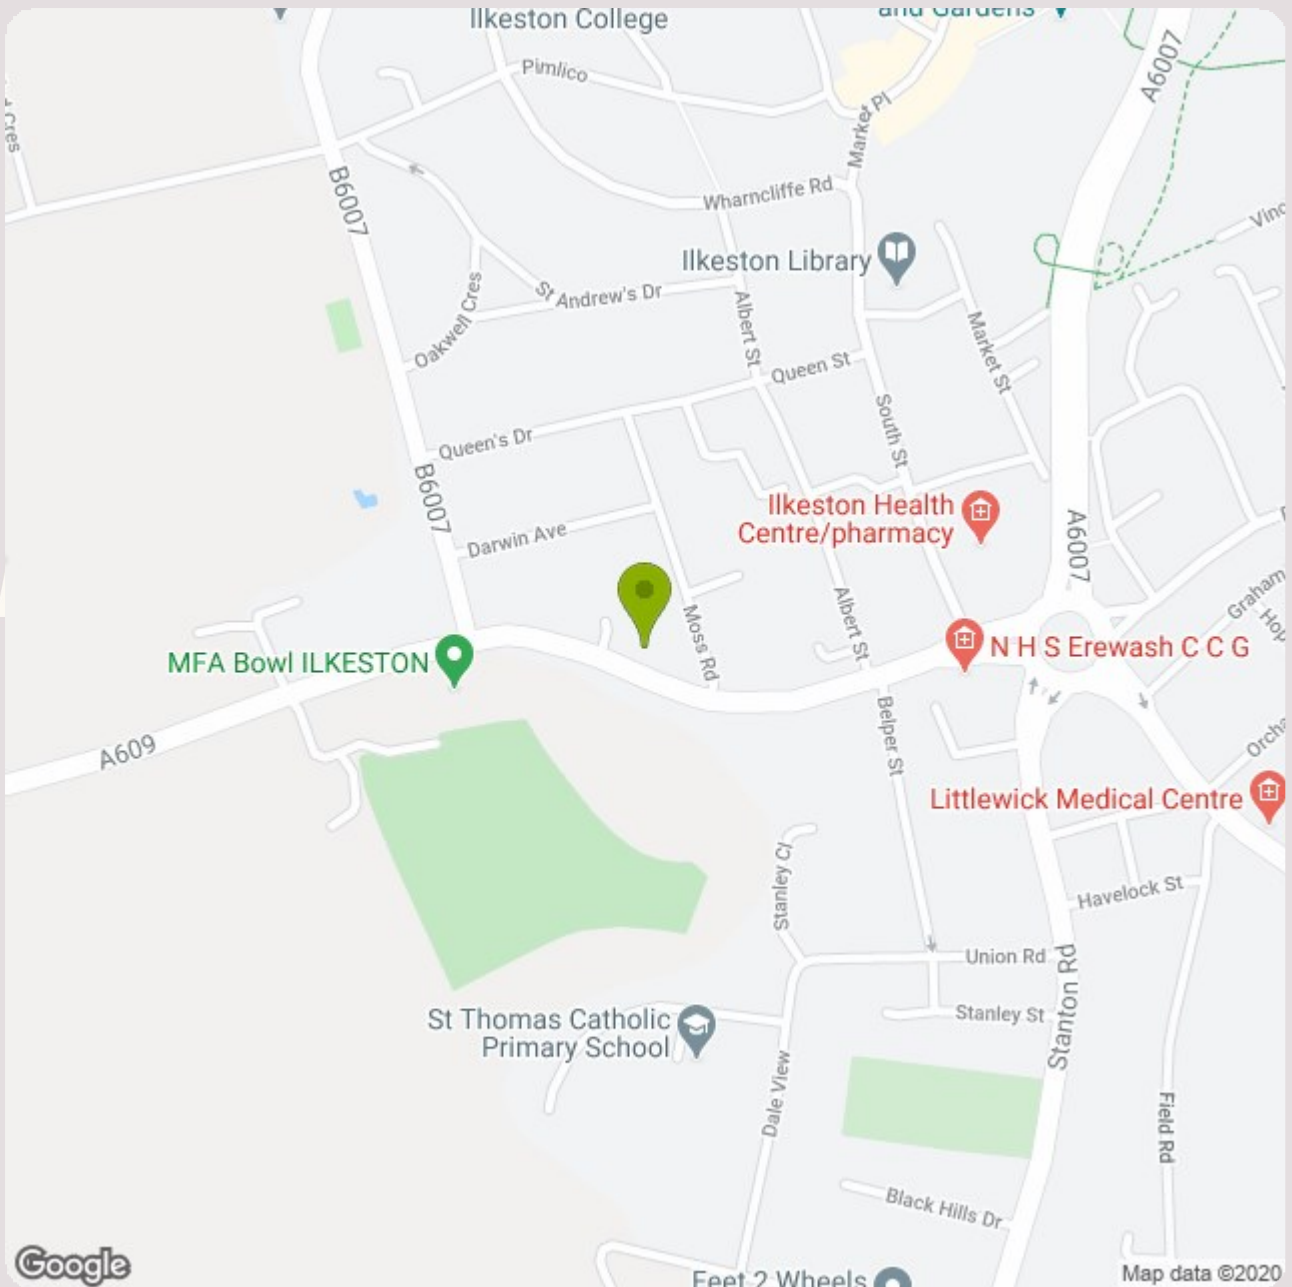 Ilkeston College
and Gardens
Pimlico
A6007
Market Pl
Cres
B6007
Wharncliffe Rd
Ilkeston Library
Oakwell Cres
St Andrew's Dr
Albert St
Market St
Queen St
South St
Queen's Dr
B6007
Ilkeston Health
Centre/pharmacy
A6007
Darwin Ave
Albert St
Graham
Moss Rd
MFA Bowl ILKESTON
N H S Erewash C C G
A609
Belper St
Littlewick Medical Centre
Stanley Cl
Havelock St
Union Rd
Stanley St
Stanton Rd
St Thomas Catholic
Primary School
Dale View
Field Rd
Black Hills Dr
Google
Feet 2 Wheels
Map data ©2020